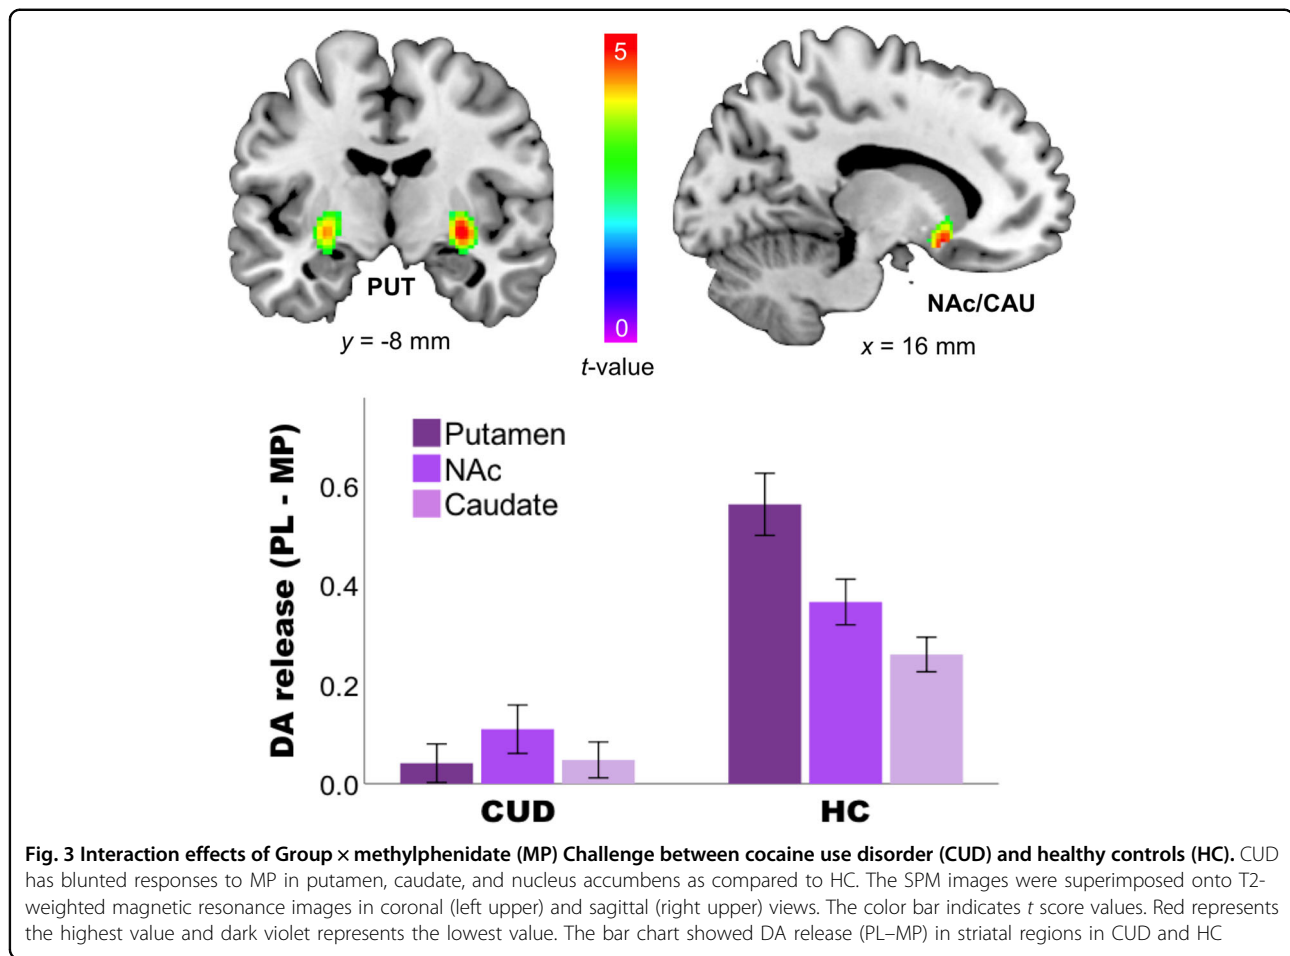 5
0
t-value
PUT
y = -8 mm
NAc/CAU
x = 16 mm
DA release (PL - MP)
Putamen
NAc
Caudate
0.6
0.4
0.2
0.0
CUD
HC
Fig. 3 Interaction effects of Group × methylphenidate (MP) Challenge between cocaine use disorder (CUD) and healthy controls (HC). CUD
has blunted responses to MP in putamen, caudate, and nucleus accumbens as compared to HC. The SPM images were superimposed onto T2-
weighted magnetic resonance images in coronal (left upper) and sagittal (right upper) views. The color bar indicates t score values. Red represents
the highest value and dark violet represents the lowest value. The bar chart showed DA release (PL–MP) in striatal regions in CUD and HC